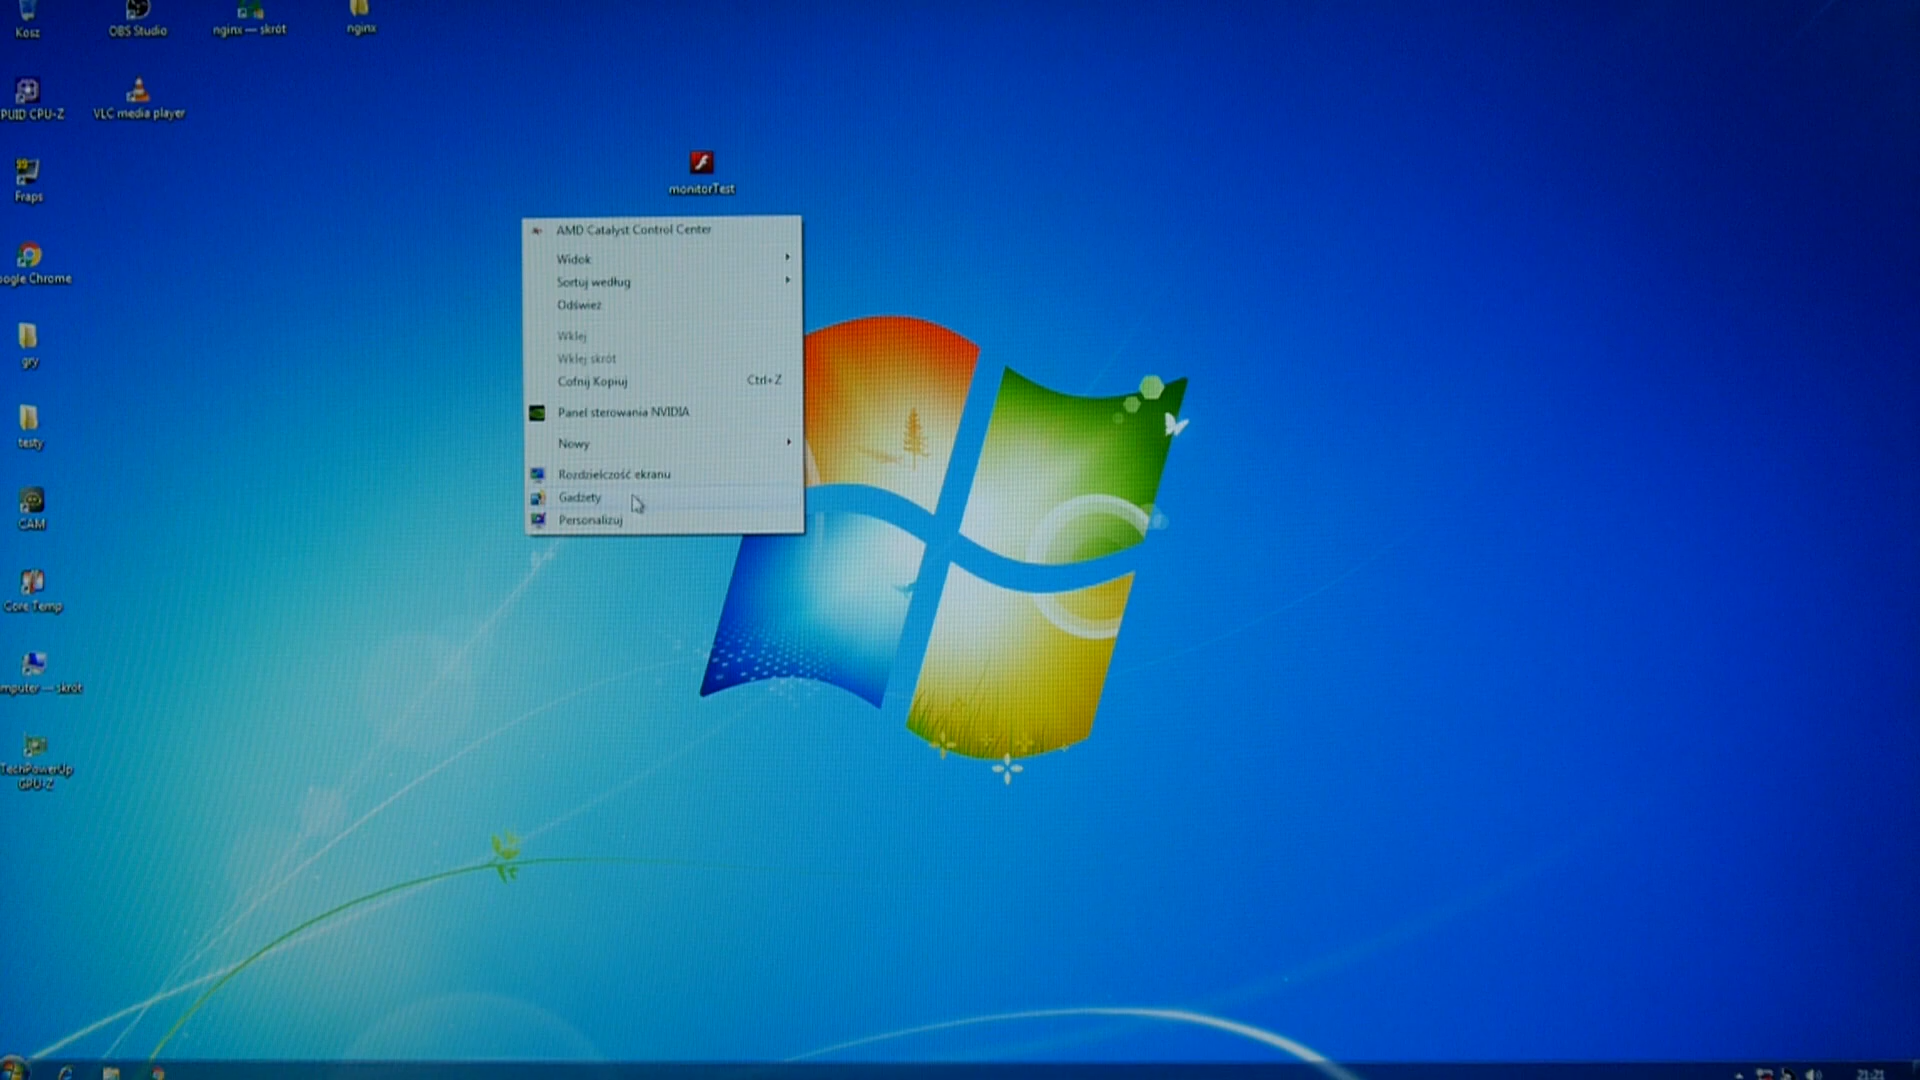 Kosz
OBS Studio
nginx — skrót
nginx
PUID CPU-Z
VLC media player
monitorTest
Fraps
oogle Chrome
gry
testy
CAM
Core Temp
mputer — skrót
TechPowerUp
GPU-Z
AMD Catalyst Control Center
Widok
Sortuj według
Odśwież
Wklej
Wklej skrót
Cofnij Kopiuj Ctrl+Z
Panel sterowania NVIDIA
Nowy
Rozdzielczość ekranu
Gadżety
Personalizuj
21:21